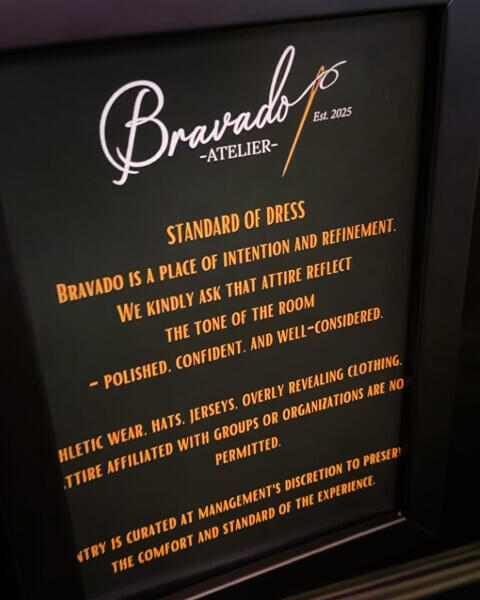 Bravado
Est. 2025
-ATELIER-
STANDARD OF DRESS
BRAVADO IS A PLACE OF INTENTION AND REFINEMENT.
WE KINDLY ASK THAT ATTIRE REFLECT
THE TONE OF THE ROOM
– POLISHED, CONFIDENT, AND WELL-CONSIDERED.
HLETIC WEAR, HATS, JERSEYS, OVERLY REVEALING CLOTHING,
TTIRE AFFILIATED WITH GROUPS OR ORGANIZATIONS ARE NO
PERMITTED.
NTRY IS CURATED AT MANAGEMENT'S DISCRETION TO PRESERV
THE COMFORT AND STANDARD OF THE EXPERIENCE.